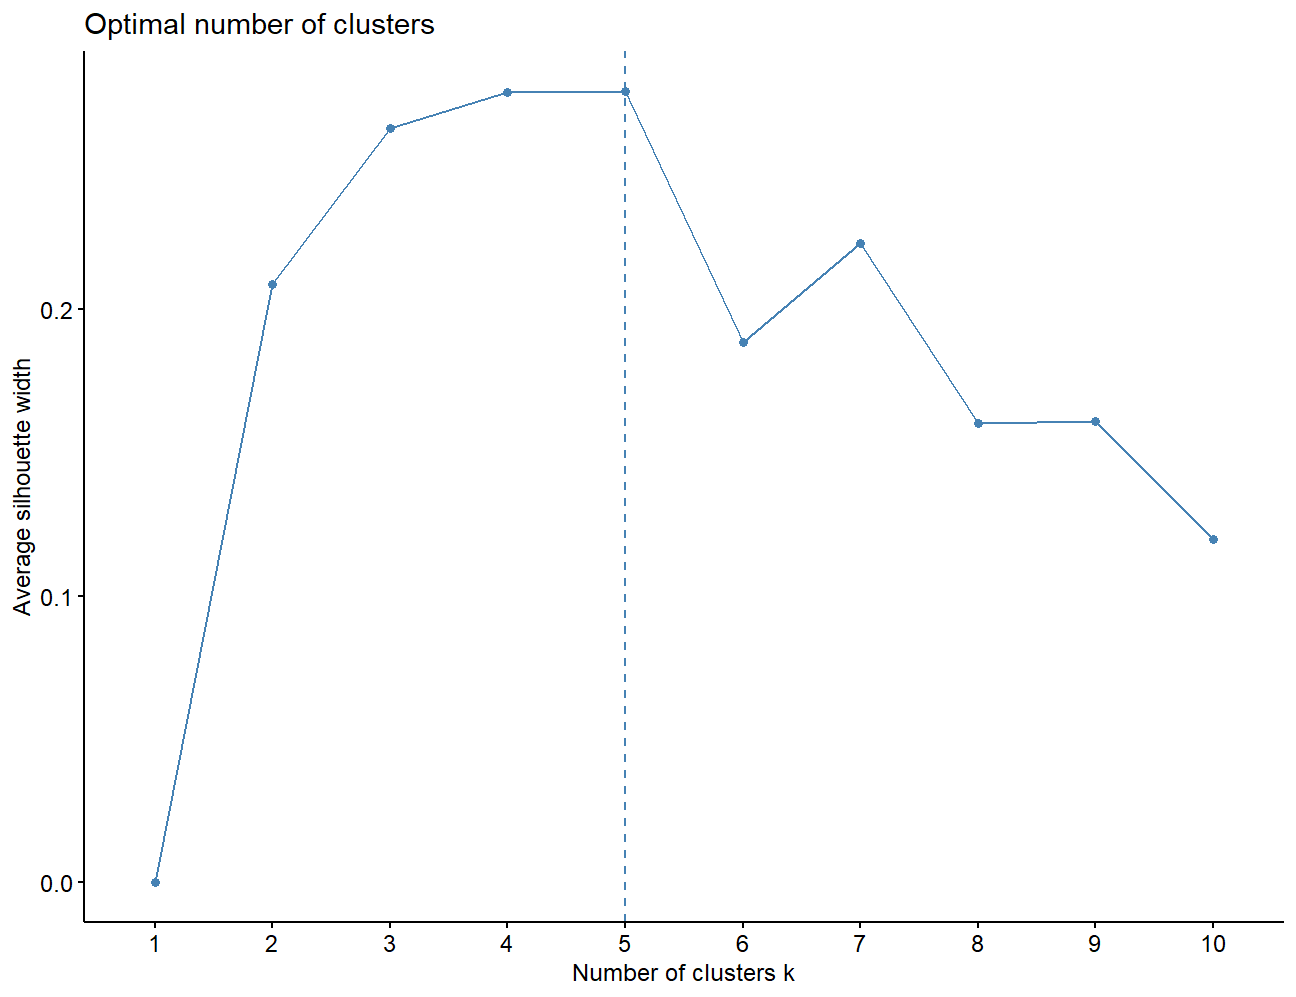 Optimal number of clusters
Average silhouette width
0.2
0.1
0.0
1 2 3 4 5 6 7 8 9 10
Number of clusters k